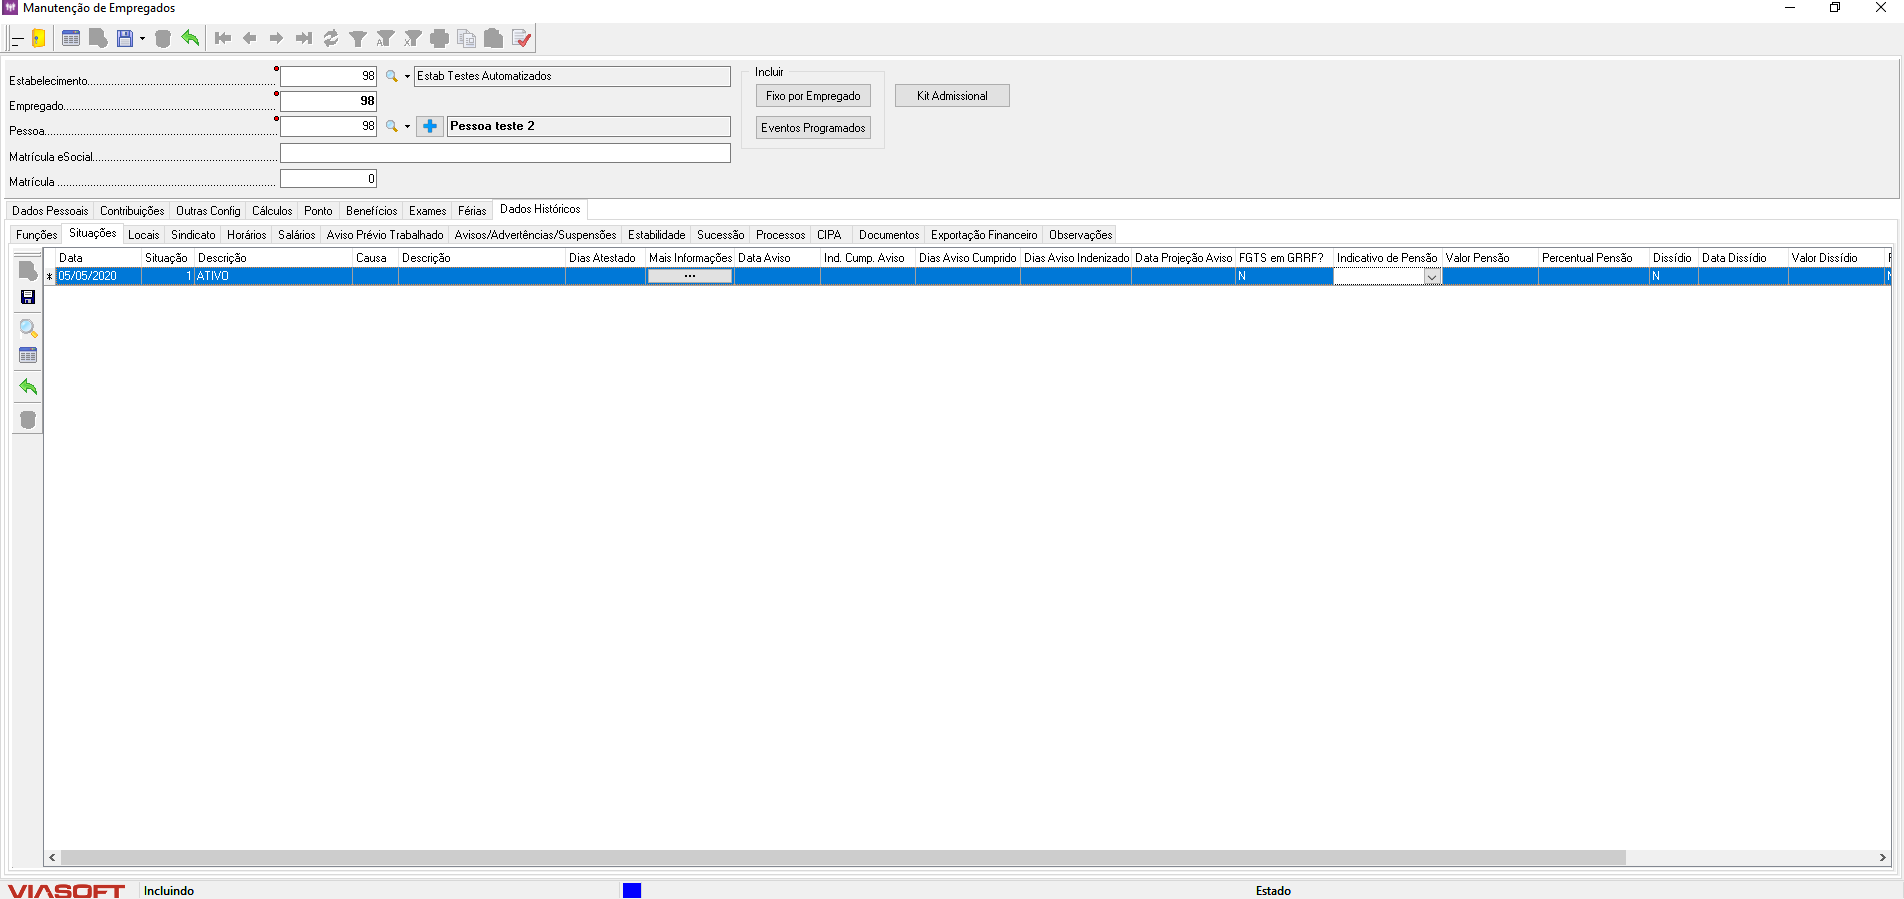 Manutenção de Empregados
Estabelecimento 98 Estab Testes Automatizados
Empregado 98
Pessoa 98 Pessoa teste 2
Matrícula eSocial
Matrícula 0
Incluir
Fixo por Empregado
Eventos Programados
Kit Admissional
Dados Pessoais Contribuições Outras Config Cálculos Ponto Benefícios Exames Férias Dados Históricos
Funções Situações Locais Sindicato Horários Salários Aviso Prévio Trabalhado Avisos/Advertências/Suspensões Estabilidade Sucessão Processos CIPA Documentos Exportação Financeiro Observações
Data Situação Descrição Causa Descrição Dias Atestado Mais Informações Data Aviso Ind. Cump. Aviso Dias Aviso Cumprido Dias Aviso Indenizado Data Projeção Aviso FGTS em GRRF? Indicativo de Pensão Valor Pensão Percentual Pensão Dissídio Data Dissídio Valor Dissídio
05/05/2020 1 ATIVO ... N N
VIASOFT Incluindo Estado